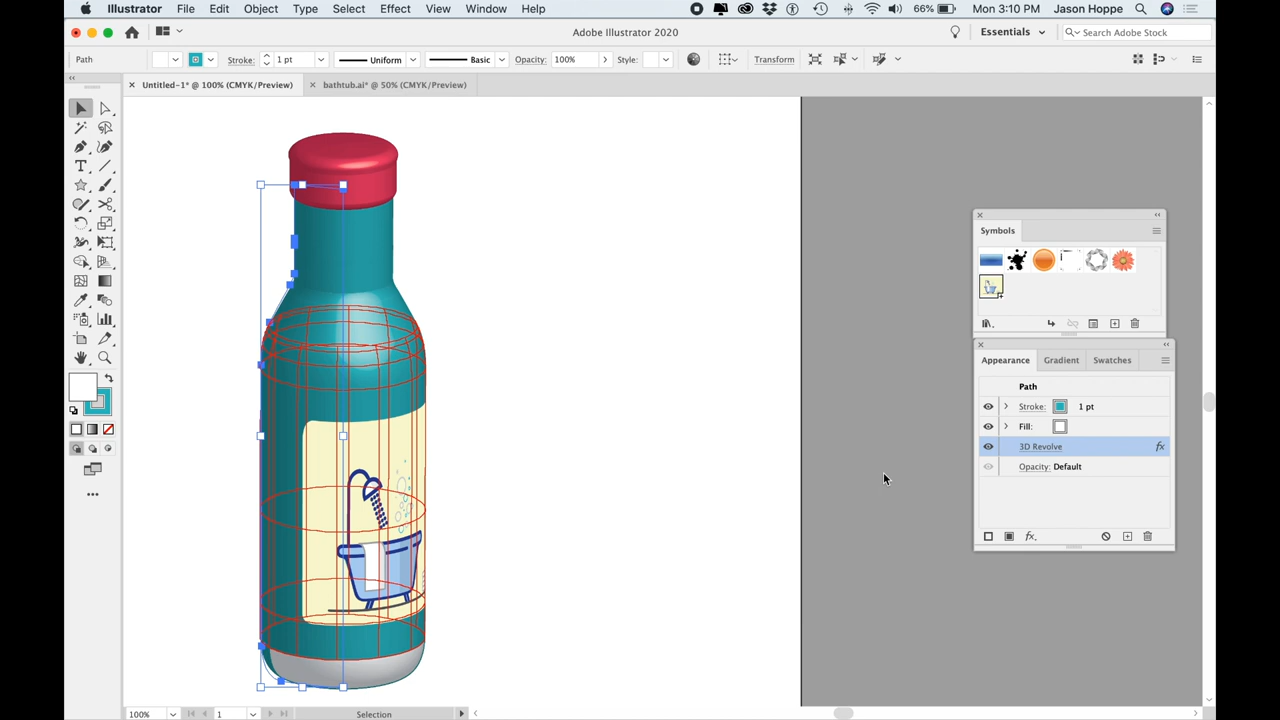 Illustrator File Edit Object Type Select Effect View Window Help 66% Mon 3:10 PM Jason Hoppe
Adobe Illustrator 2020 Essentials Search Adobe Stock
Path Stroke: 1 pt Uniform Basic Opacity: 100% Style: Transform
Untitled-1* @ 100% (CMYK/Preview) bathtub.ai* @ 50% (CMYK/Preview)
Symbols
Appearance Gradient Swatches
Path
Stroke: 1 pt
Fill:
3D Revolve fx
Opacity: Default
fx.
100% 1 Selection